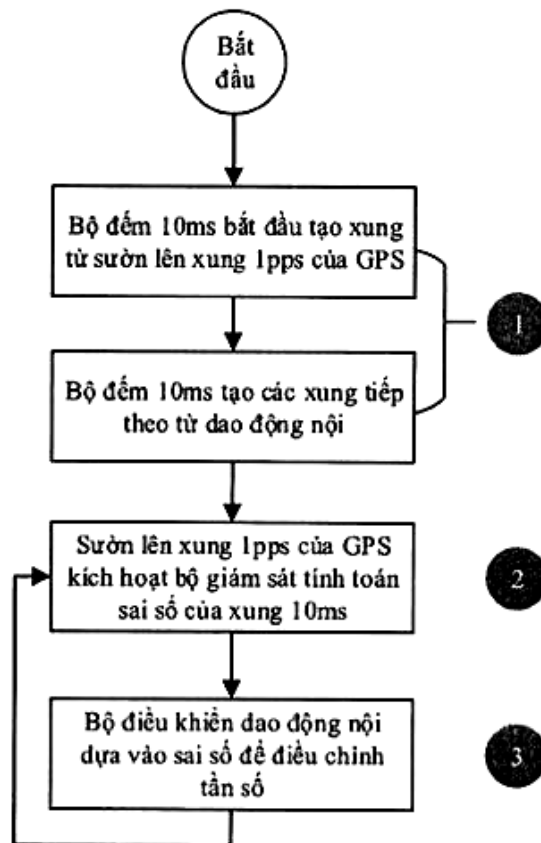 Bắt
đầu
Bộ đếm 10ms bắt đầu tạo xung
từ sườn lên xung 1pps của GPS
1
Bộ đếm 10ms tạo các xung tiếp
theo từ dao động nội
Sườn lên xung 1pps của GPS
kích hoạt bộ giám sát tính toán
sai số của xung 10ms
2
Bộ điều khiển dao động nội
dựa vào sai số để điều chỉnh
tần số
3